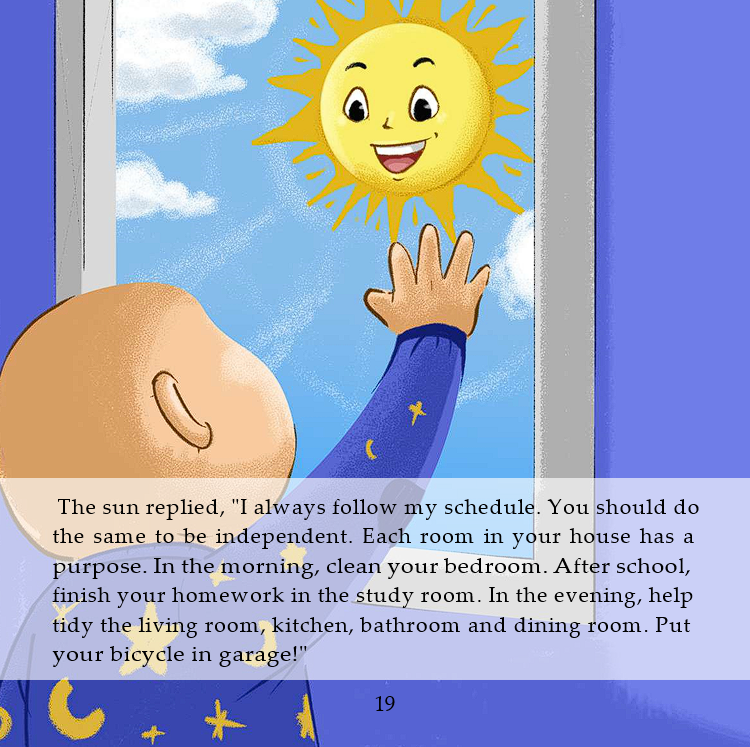 The sun replied, "I always follow my schedule. You should do
the same to be independent. Each room in your house has a
purpose. In the morning, clean your bedroom. After school,
finish your homework in the study room. In the evening, help
tidy the living room, kitchen, bathroom and dining room. Put
your bicycle in garage!"
19